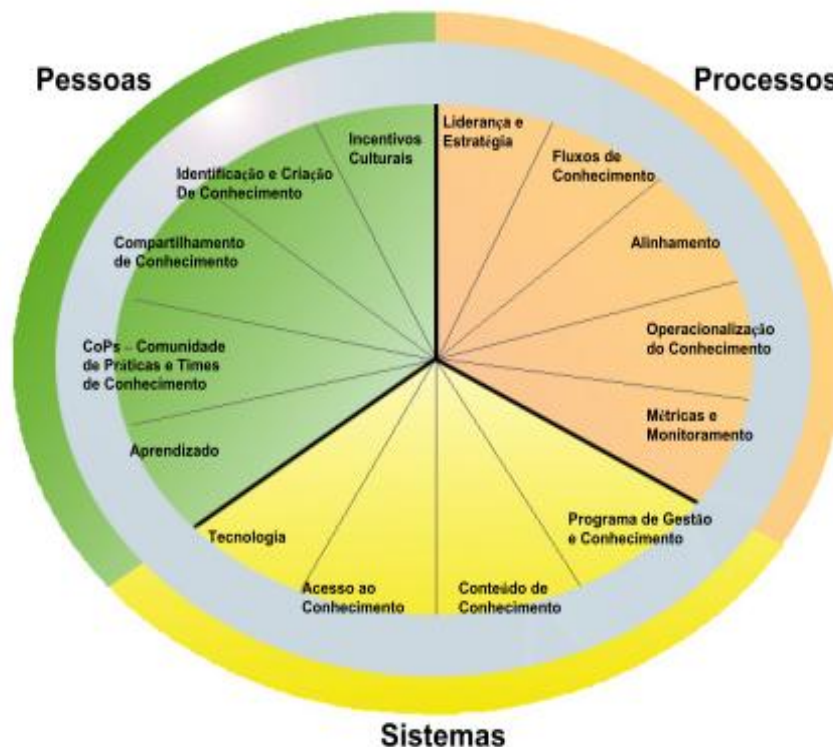 Pessoas
Processos
Incentivos
Culturais
Liderança e
Estratégia
Fluxos de
Conhecimento
Identificação e Criação
De Conhecimento
Alinhamento
Compartilhamento
de Conhecimento
Operacionalização
do Conhecimento
CoPs – Comunidade
de Práticas e Times
de Conhecimento
Métricas e
Monitoramento
Aprendizado
Programa de Gestão
e Conhecimento
Tecnologia
Acesso ao
Conhecimento
Conteúdo de
Conhecimento
Sistemas